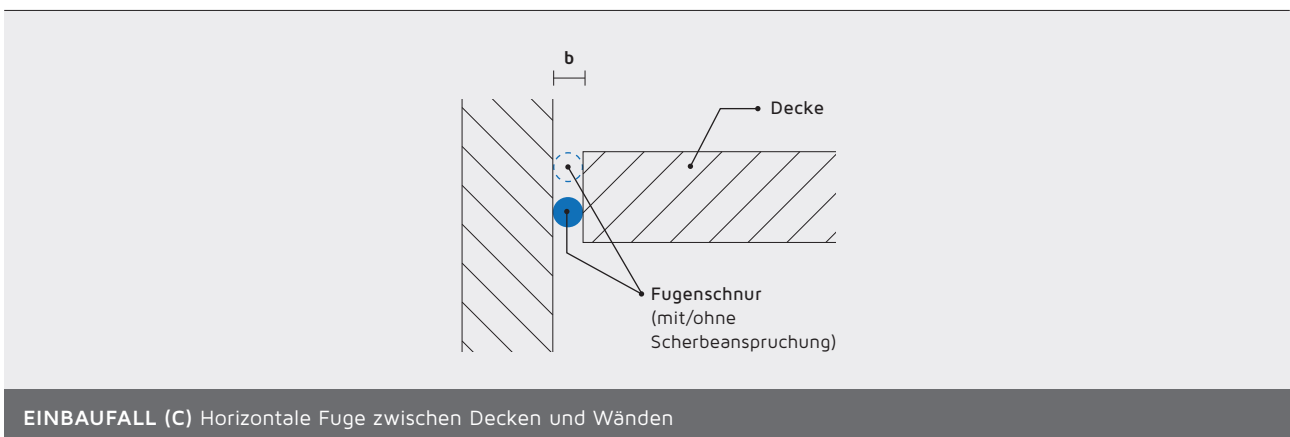 b
Decke
Fugenschnur
(mit/ohne
Scherbeanspruchung)
EINBAUFALL (C) Horizontale Fuge zwischen Decken und Wänden